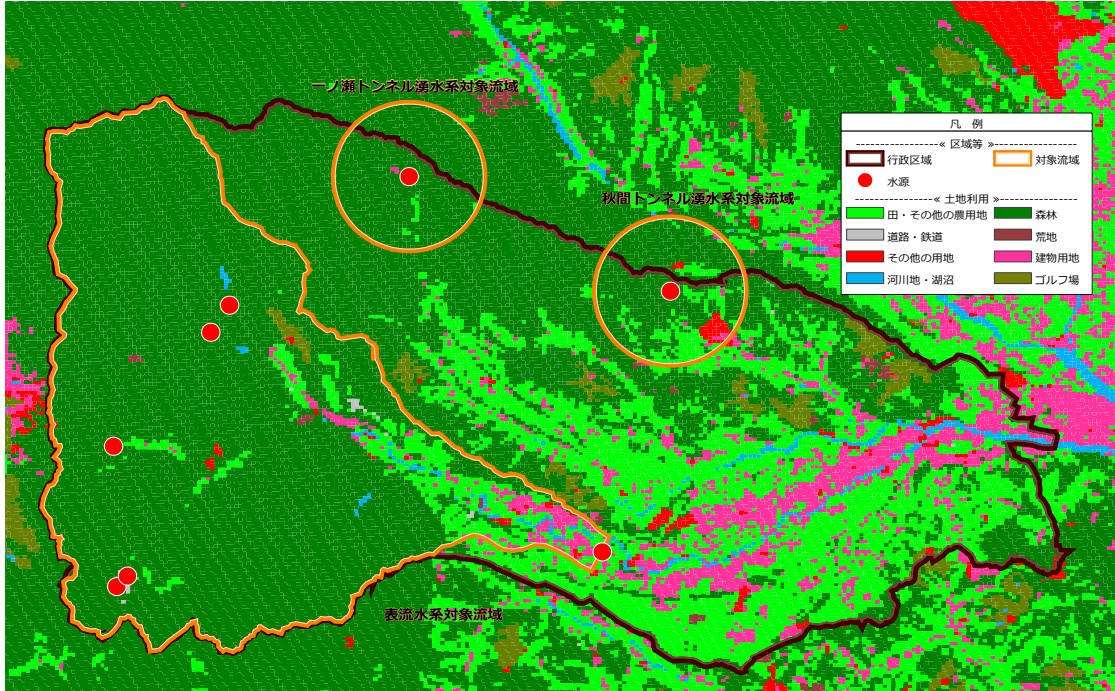 一ノ瀬トンネル湧水系対象流域
凡 例
« 区域等 »
行政区域
対象流域
水源
« 土地利用 »
田・その他の農用地
森林
道路・鉄道
荒地
その他の用地
建物用地
河川地・湖沼
ゴルフ場
秋間トンネル湧水系対象流域
表流水系対象流域